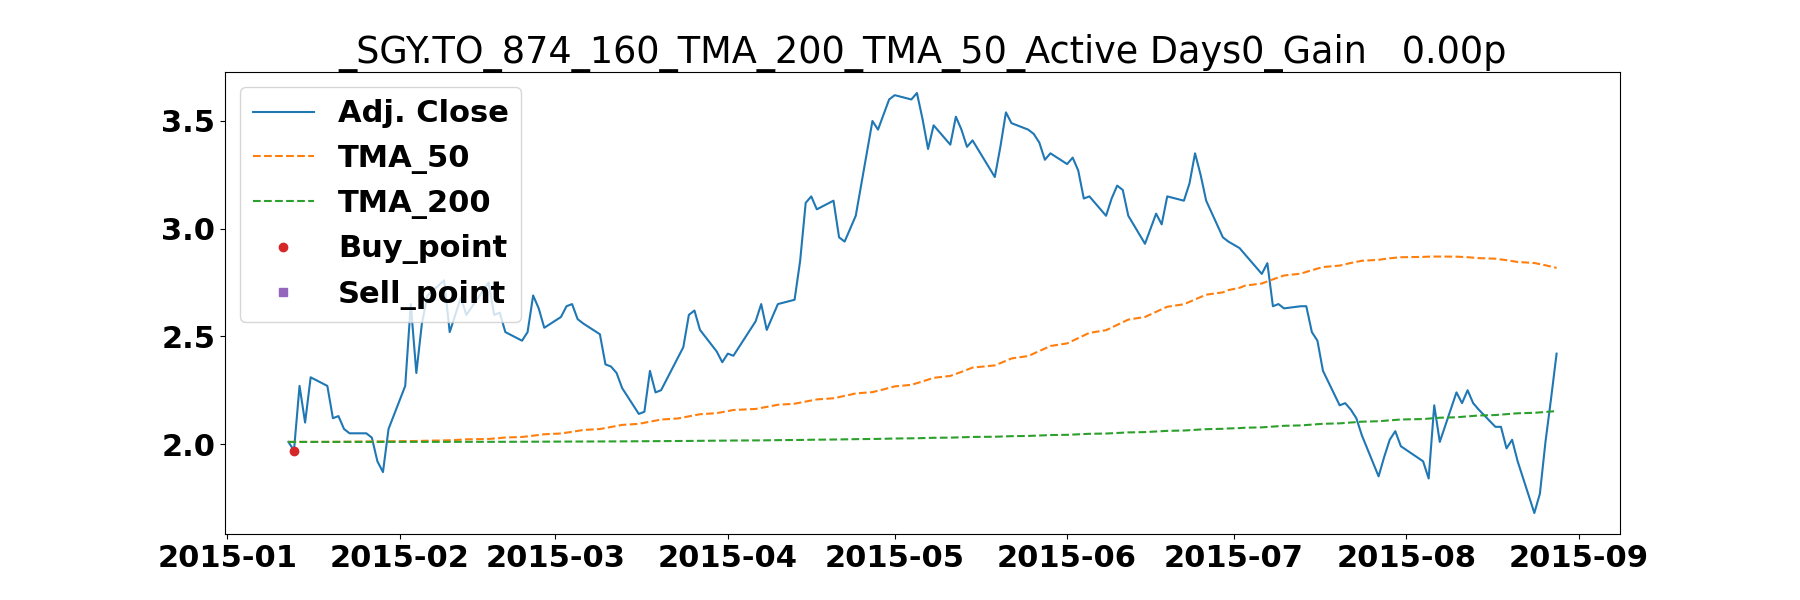 _SGY.TO_874_160_TMA_200_TMA_50_Active Days0_Gain   0.00p
Adj. Close
TMA_50
TMA_200
Buy_point
Sell_point
3.5
3.0
2.5
2.0
2015-01 2015-02 2015-03 2015-04 2015-05 2015-06 2015-07 2015-08 2015-09